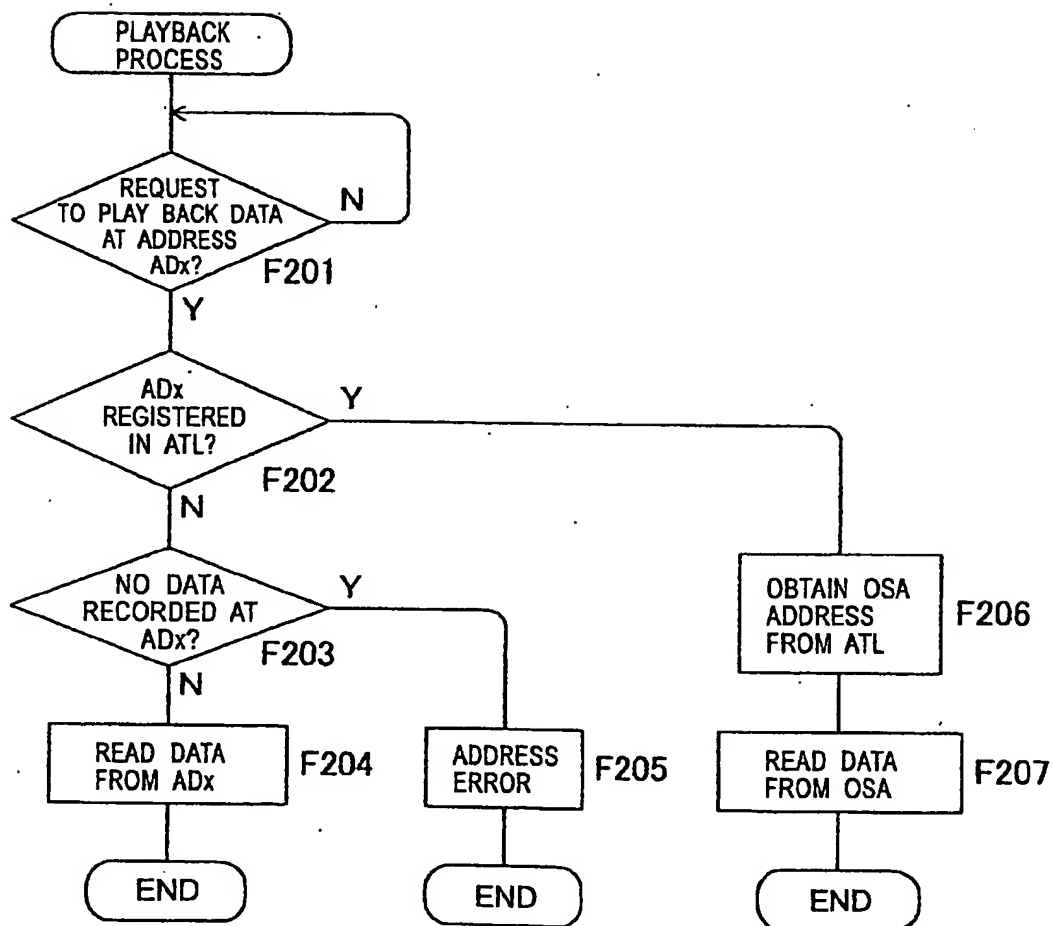 PLAYBACK
PROCESS
REQUEST
TO PLAY BACK DATA
AT ADDRESS
ADx?
N
F201
Y
ADx
REGISTERED
IN ATL?
Y
F202
N
NO DATA
RECORDED AT
ADx?
Y
F203
N
OBTAIN OSA
ADDRESS
FROM ATL
F206
READ DATA
FROM ADx
F204
ADDRESS
ERROR
F205
READ DATA
FROM OSA
F207
END
END
END